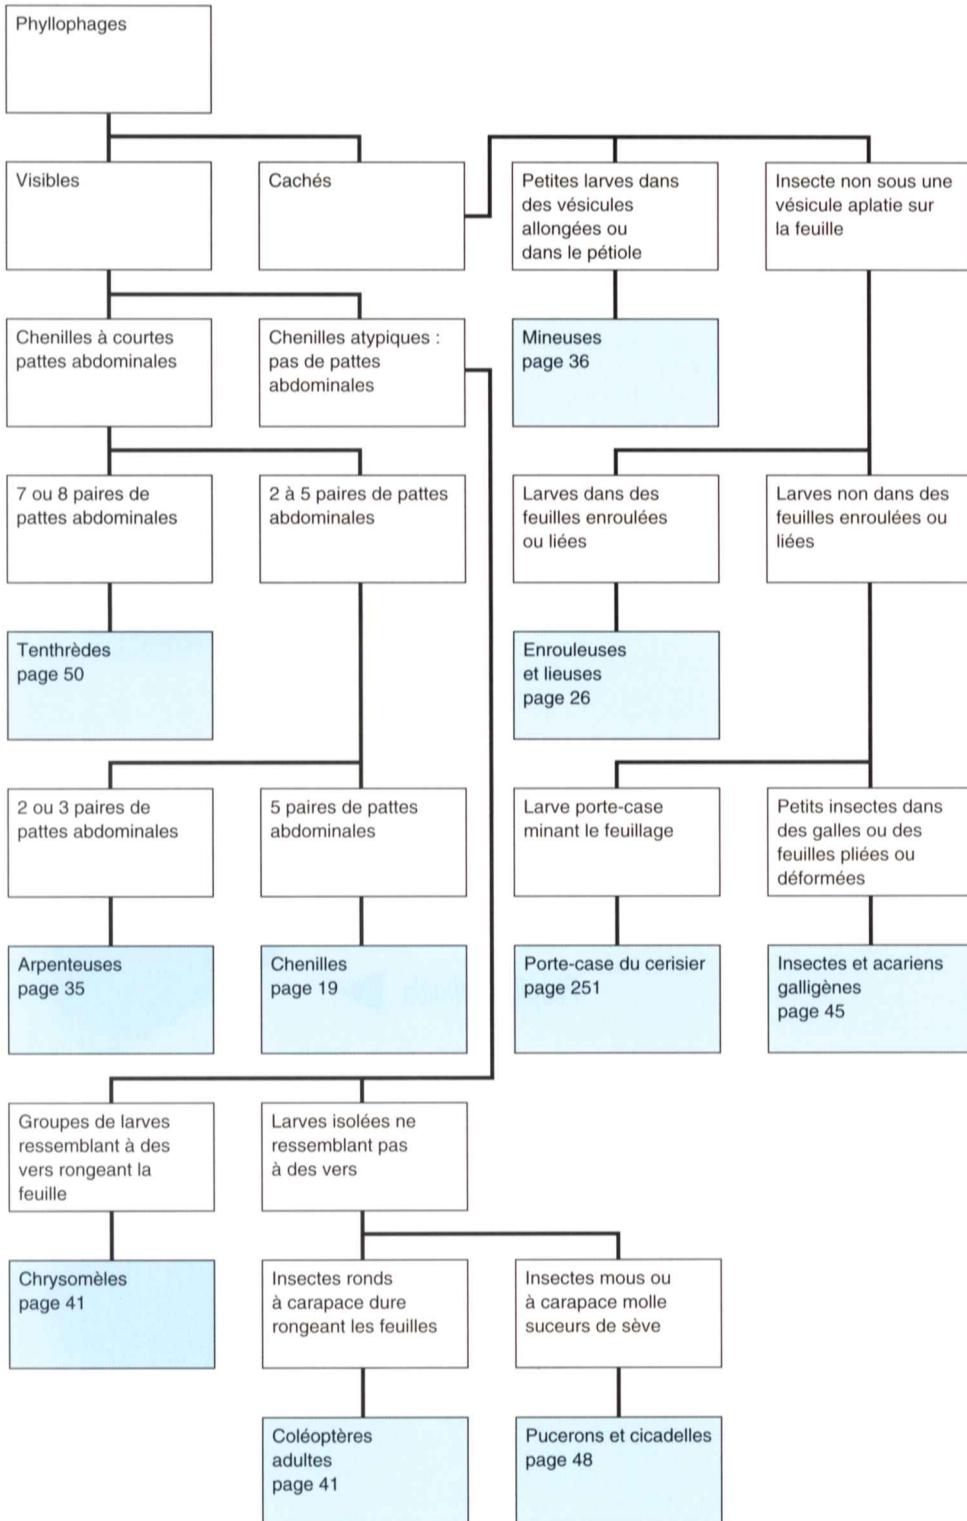 Phyllophages
Visibles
Cachés
Petites larves dans
des vésicules
allongées ou
dans le pétiole
Insecte non sous une
vésicule aplatie sur
la feuille
Chenilles à courtes
pattes abdominales
Chenilles atypiques :
pas de pattes
abdominales
Mineuses
page 36
7 ou 8 paires de
pattes abdominales
2 à 5 paires de pattes
abdominales
Larves dans des
feuilles enroulées
ou liées
Larves non dans des
feuilles enroulées ou
liées
Tenthrèdes
page 50
Enrouleuses
et lieuses
page 26
2 ou 3 paires de
pattes abdominales
5 paires de pattes
abdominales
Larve porte-case
minant le feuillage
Petits insectes dans
des galles ou des
feuilles pliées ou
déformées
Arpenteuses
page 35
Chenilles
page 19
Porte-case du cerisier
page 251
Insectes et acariens
galligènes
page 45
Groupes de larves
ressemblant à des
vers rongeant la
feuille
Larves isolées ne
ressemblant pas
à des vers
Chrysomèles
page 41
Insectes ronds
à carapace dure
rongeant les feuilles
Insectes mous ou
à carapace molle
suceurs de sève
Coléoptères
adultes
page 41
Pucerons et cicadelles
page 48